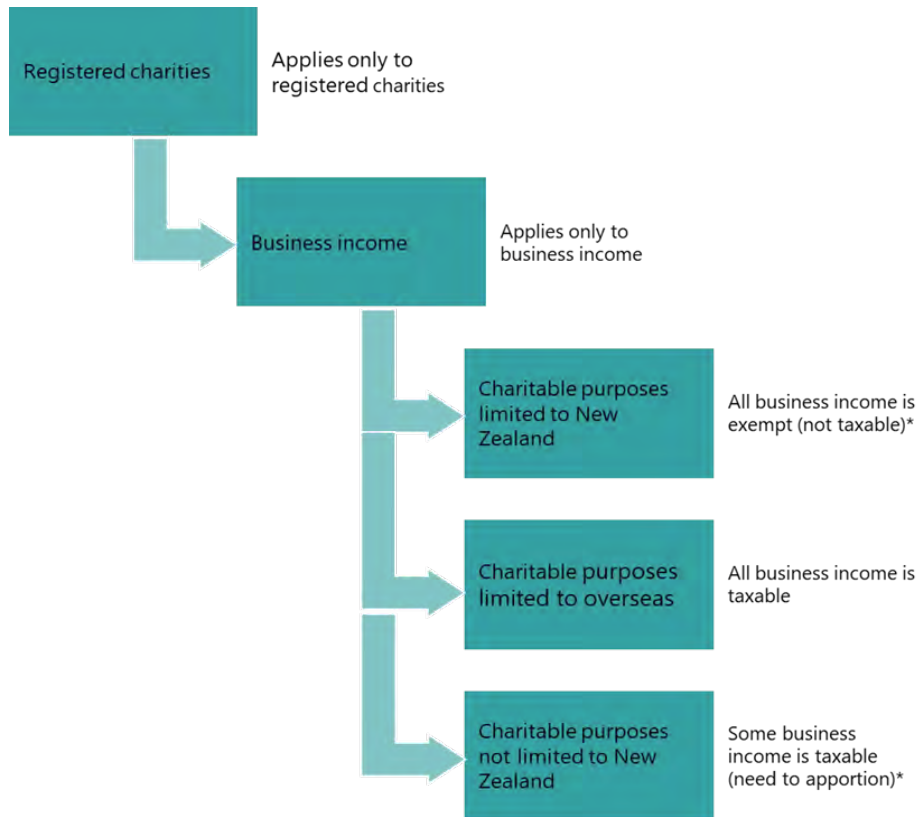 Registered charities
Applies only to
registered charities
Business income
Applies only to
business income
Charitable purposes
limited to New
Zealand
All business income is
exempt (not taxable)*
Charitable purposes
limited to overseas
All business income is
taxable
Charitable purposes
not limited to New
Zealand
Some business
income is taxable
(need to apportion)*